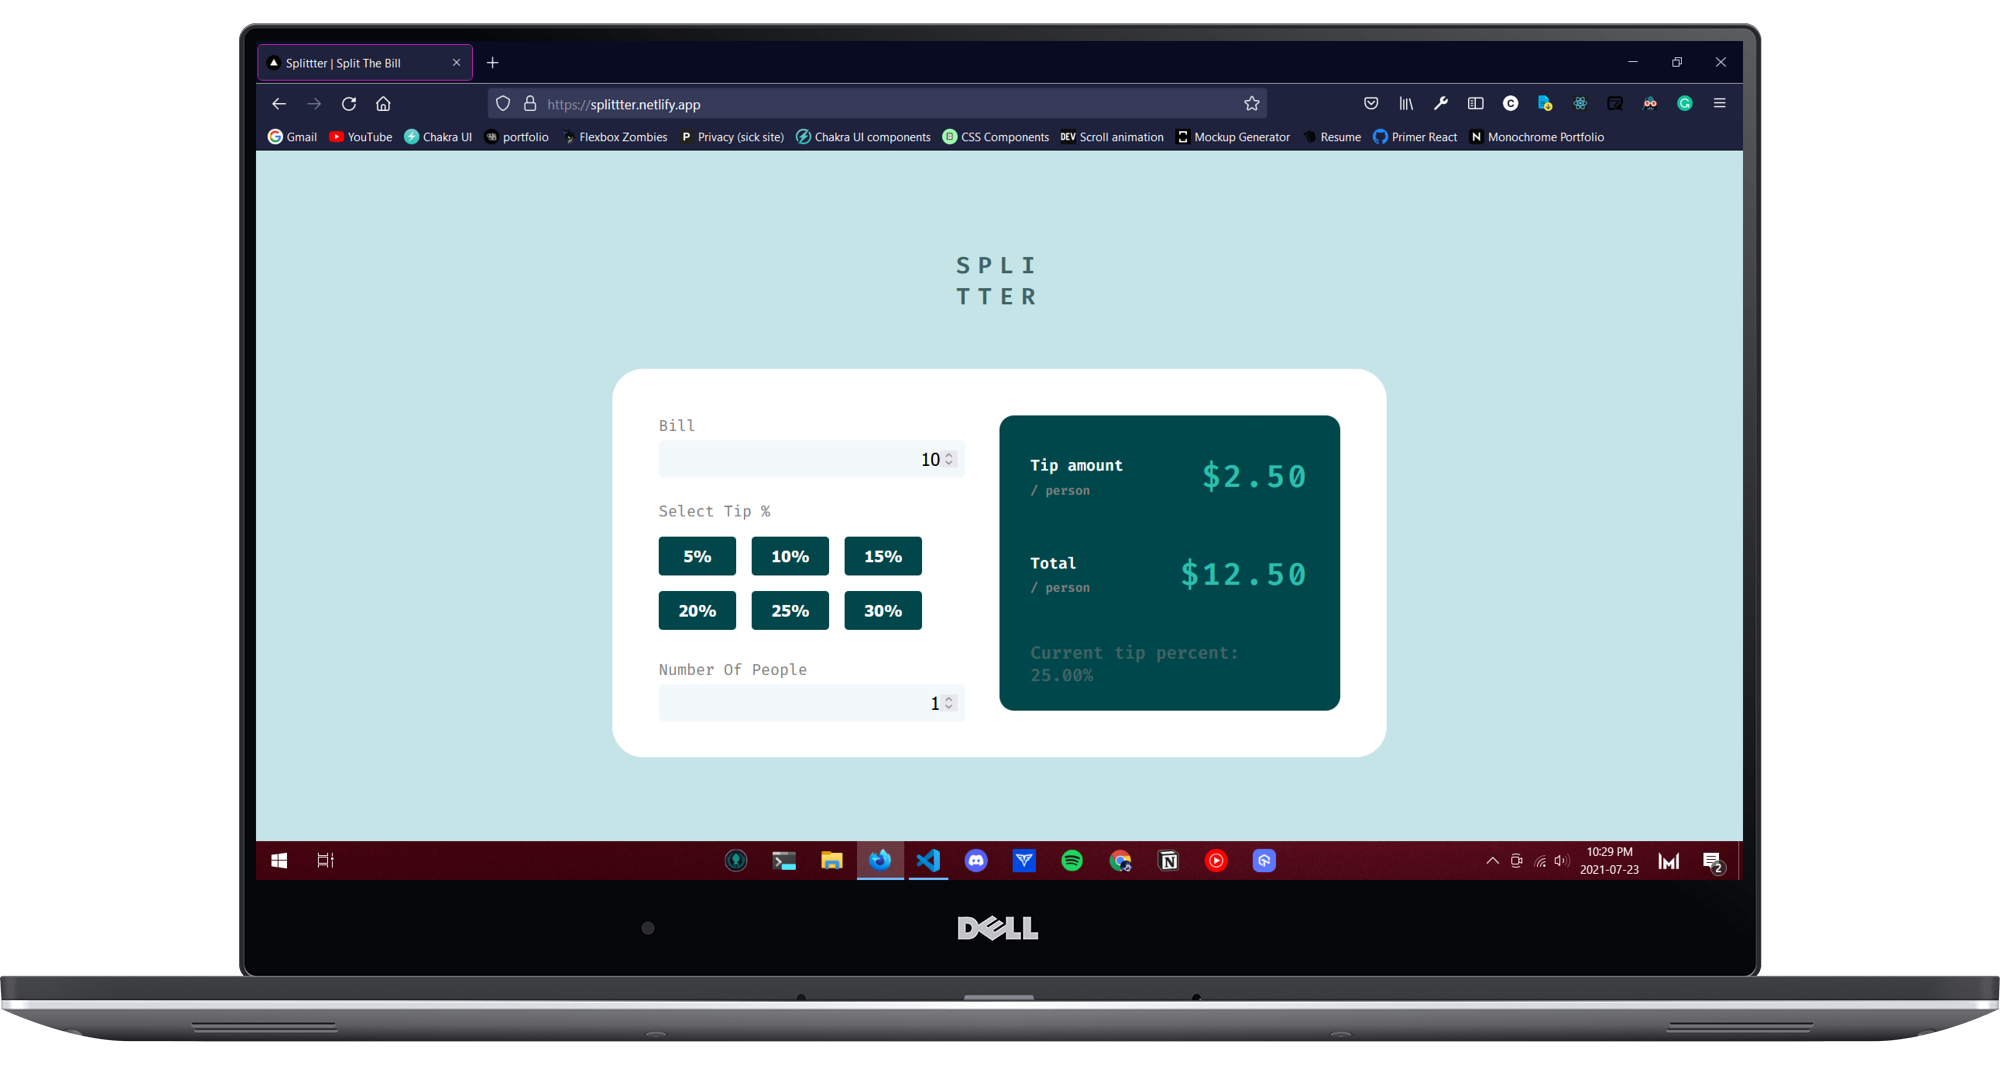 Splittter | Split The Bill
https://splittter.netlify.app
Gmail YouTube Chakra UI portfolio Flexbox Zombies Privacy (sick site) Chakra UI components CSS Components DEV Scroll animation Mockup Generator Resume Primer React Monochrome Portfolio
SPLI
TTER
Bill
10
Select Tip %
5% 10% 15%
20% 25% 30%
Number Of People
1
Tip amount
/ person
$2.50
Total
/ person
$12.50
Current tip percent:
25.00%
10:29 PM
2021-07-23
2
DELL